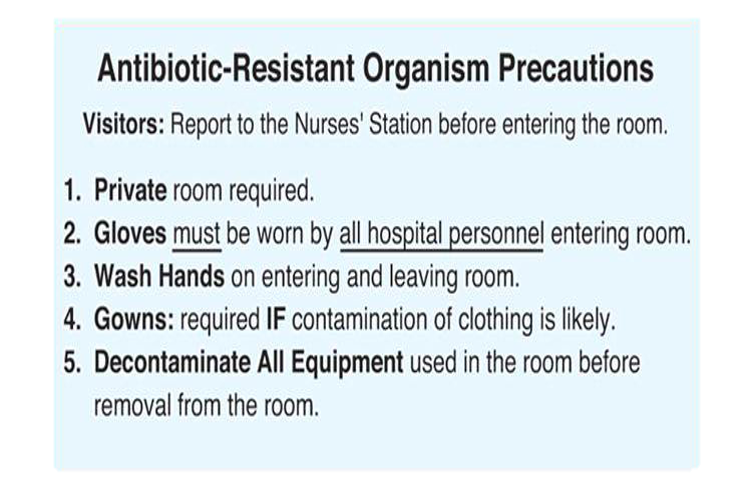 Antibiotic-Resistant Organism Precautions
Visitors: Report to the Nurses' Station before entering the room.
1. Private room required.
2. Gloves must be worn by all hospital personnel entering room.
3. Wash Hands on entering and leaving room.
4. Gowns: required IF contamination of clothing is likely.
5. Decontaminate All Equipment used in the room before
removal from the room.